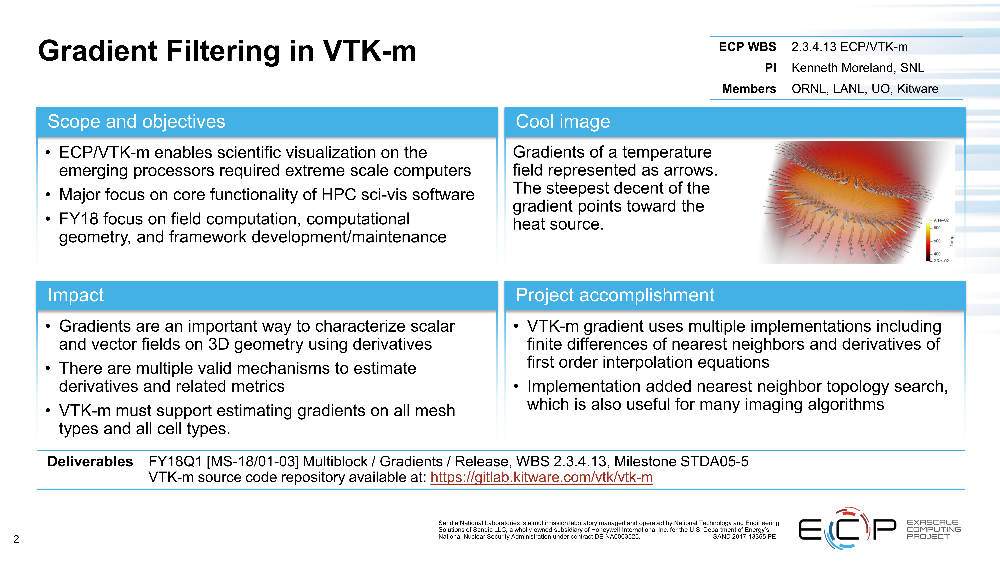 Gradient Filtering in VTK-m
ECP WBS 2.3.4.13 ECP/VTK-m
PI Kenneth Moreland, SNL
Members ORNL, LANL, UO, Kitware
Scope and objectives
• ECP/VTK-m enables scientific visualization on the
emerging processors required extreme scale computers
• Major focus on core functionality of HPC sci-vis software
• FY18 focus on field computation, computational
geometry, and framework development/maintenance
Cool image
Gradients of a temperature
field represented as arrows.
The steepest decent of the
gradient points toward the
heat source.
9.1e+02
800
600
400
2.9e+02
Temp
Impact
• Gradients are an important way to characterize scalar
and vector fields on 3D geometry using derivatives
• There are multiple valid mechanisms to estimate
derivatives and related metrics
• VTK-m must support estimating gradients on all mesh
types and all cell types.
Project accomplishment
• VTK-m gradient uses multiple implementations including
finite differences of nearest neighbors and derivatives of
first order interpolation equations
• Implementation added nearest neighbor topology search,
which is also useful for many imaging algorithms
Deliverables FY18Q1 [MS-18/01-03] Multiblock / Gradients / Release, WBS 2.3.4.13, Milestone STDA05-5
VTK-m source code repository available at: https://gitlab.kitware.com/vtk/vtk-m
2
Sandia National Laboratories is a multimission laboratory managed and operated by National Technology and Engineering
Solutions of Sandia LLC, a wholly owned subsidiary of Honeywell International Inc. for the U.S. Department of Energy's
National Nuclear Security Administration under contract DE-NA0003525. SAND 2017-13355 PE
ECP
EXASCALE
COMPUTING
PROJECT